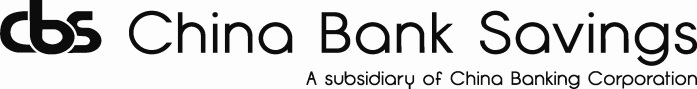 cbs China Bank Savings
A subsidiary of China Banking Corporation